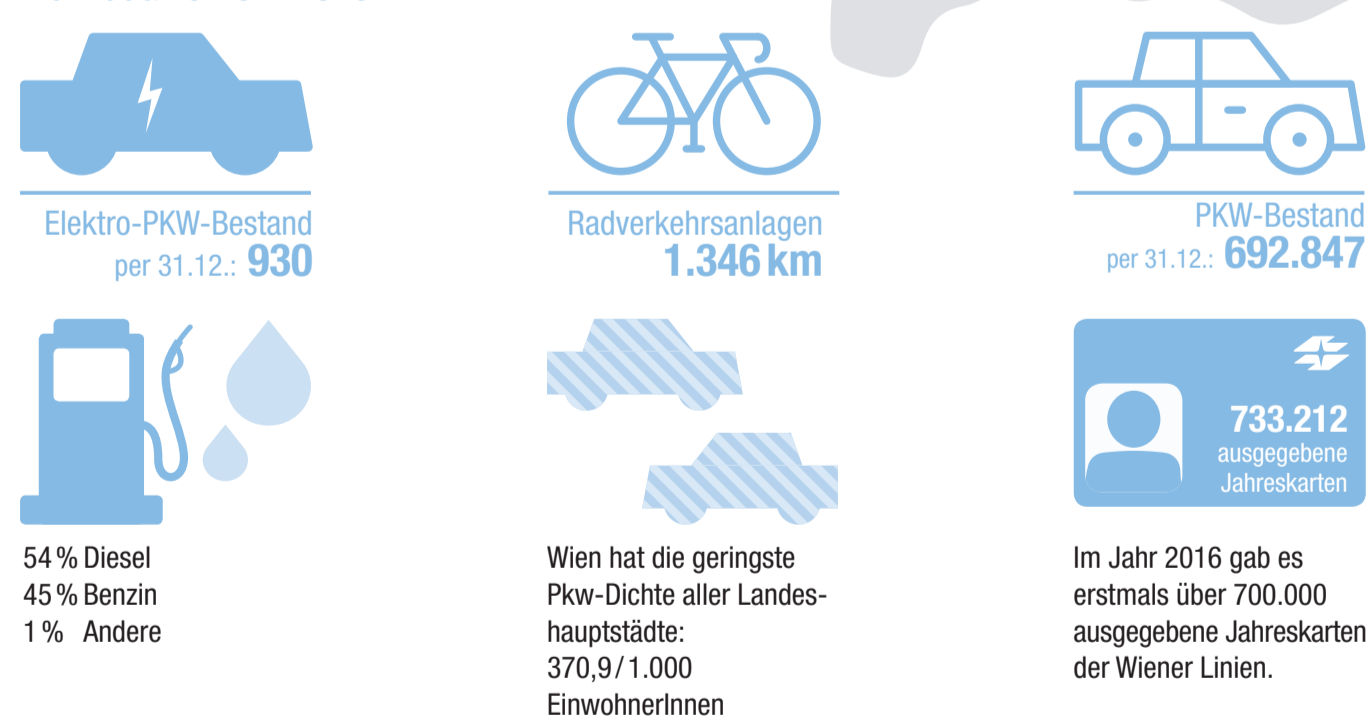 Elektro-PKW-Bestand
per 31.12.: 930
Radverkehrsanlagen
1.346 km
PKW-Bestand
per 31.12.: 692.847
54 % Diesel
45 % Benzin
1 % Andere
Wien hat die geringste
Pkw-Dichte aller Landes-
hauptstädte:
370,9/1.000
EinwohnerInnen
733.212
ausgegebene
Jahreskarten
Im Jahr 2016 gab es
erstmals über 700.000
ausgegebene Jahreskarten
der Wiener Linien.